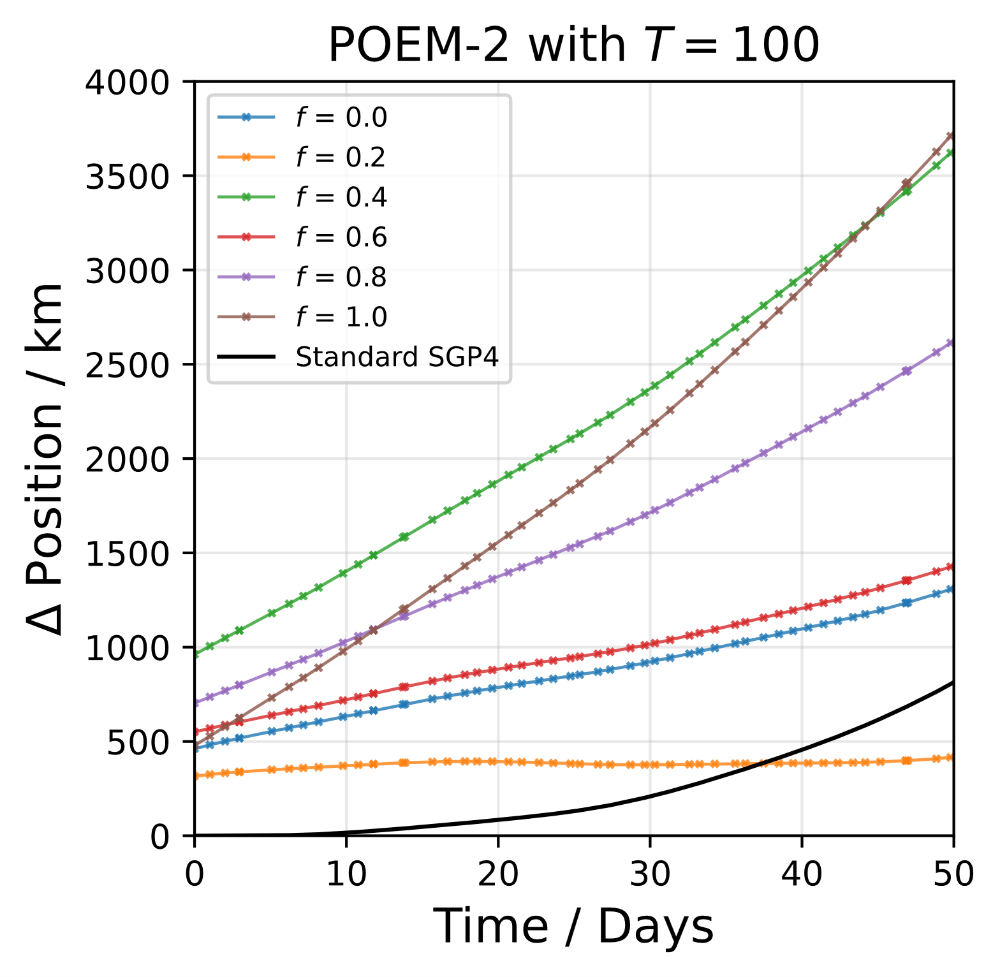 POEM-2 with T = 100
4000
3500
3000
2500
2000
1500
1000
500
0
Δ Position / km
f = 0.0
f = 0.2
f = 0.4
f = 0.6
f = 0.8
f = 1.0
Standard SGP4
0 10 20 30 40 50
Time / Days